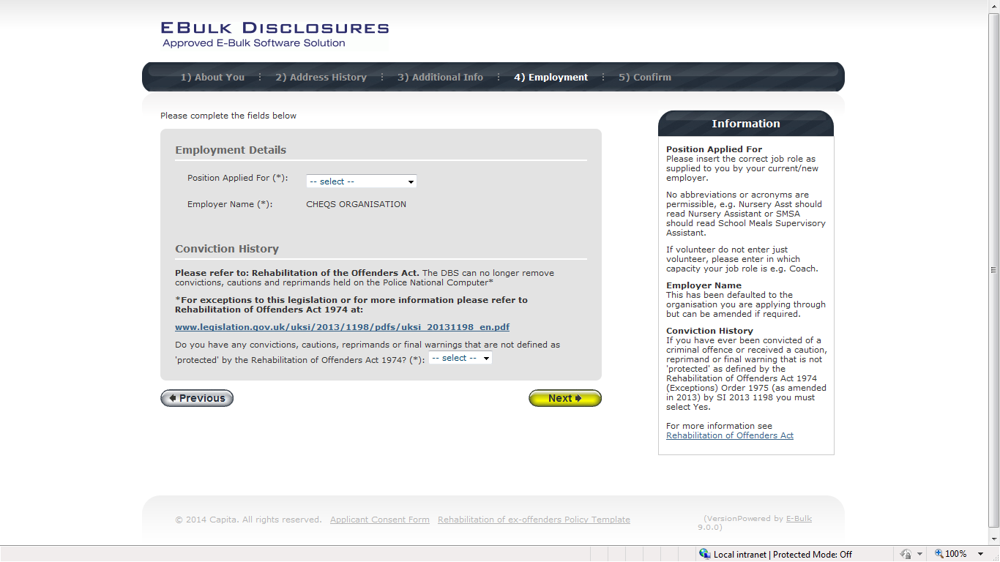 EBulk Disclosures
Approved E-Bulk Software Solution
1) About You
2) Address History
3) Additional Info
4) Employment
5) Confirm
Please complete the fields below
Employment Details
Position Applied For (*): -- select --
Employer Name (*): CHEQS ORGANISATION
Conviction History
Please refer to: Rehabilitation of the Offenders Act. The DBS can no longer remove
convictions, cautions and reprimands held on the Police National Computer*
*For exceptions to this legislation or for more information please refer to
Rehabilitation of Offenders Act 1974 at:
www.legislation.gov.uk/uksi/2013/1198/pdfs/uksi_20131198_en.pdf
Do you have any convictions, cautions, reprimands or final warnings that are not defined as
'protected' by the Rehabilitation of Offenders Act 1974? (*): -- select --
Previous
Next
Information
Position Applied For
Please insert the correct job role as
supplied to you by your current/new
employer.
No abbreviations or acronyms are
permissible, e.g. Nursery Asst should
read Nursery Assistant or SMSA
should read School Meals Supervisory
Assistant.
If volunteer do not enter just
volunteer, please enter in which
capacity your job role is e.g. Coach.
Employer Name
This has been defaulted to the
organisation you are applying through
but can be amended if required.
Conviction History
If you have ever been convicted of a
criminal offence or received a caution,
reprimand or final warning that is not
'protected' as defined by the
Rehabilitation of Offenders Act 1974
(Exceptions) Order 1975 (as amended
in 2013) by SI 2013 1198 you must
select Yes.
For more information see
Rehabilitation of Offenders Act
© 2014 Capita. All rights reserved. Applicant Consent Form Rehabilitation of ex-offenders Policy Template
(VersionPowered by E-Bulk
9.0.0)
Local intranet | Protected Mode: Off
100%